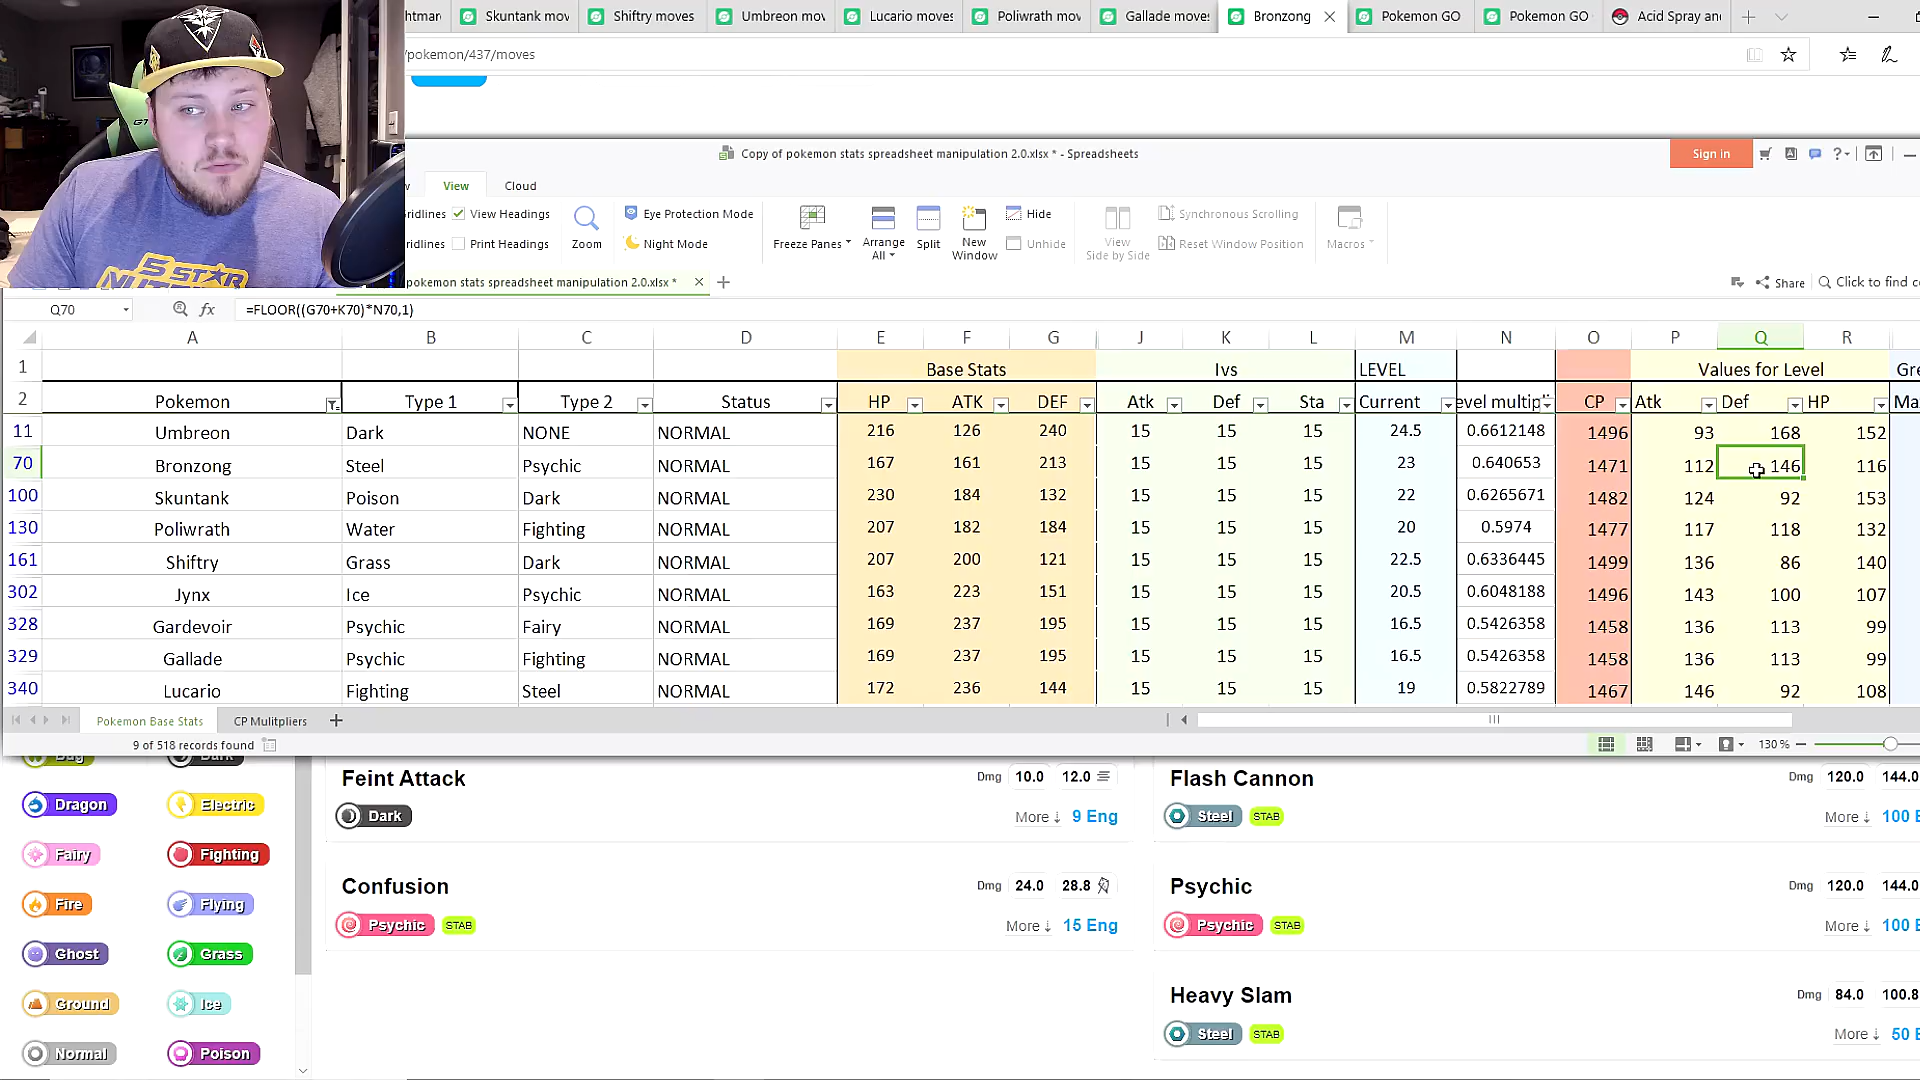 htmar
Skuntank mov
Shiftry moves
Umbreon mov
Lucario moves
Poliwrath mov
Gallade moves
Bronzong
Pokemon GO
Pokemon GO
Acid Spray an
/pokemon/437/moves
Copy of pokemon stats spreadsheet manipulation 2.0.xlsx * - Spreadsheets
Sign in
View
Cloud
idlines
View Headings
Eye Protection Mode
Hide
Synchronous Scrolling
ridlines
Print Headings
Zoom
Night Mode
Freeze Panes
Arrange All
Split
New Window
Unhide
View Side by Side
Reset Window Position
Macros
5 STAR
pokemon stats spreadsheet manipulation 2.0.xlsx *
Share
Click to find co
Q70
fx
=FLOOR((G70+K70)*N70,1)
A B C D E F G J K L M N O P Q R
1 Base Stats Ivs LEVEL Values for Level Gre
2 Pokemon Type 1 Type 2 Status HP ATK DEF Atk Def Sta Current evel multipl CP Atk Def HP Ma
11 Umbreon Dark NONE NORMAL 216 126 240 15 15 15 24.5 0.6612148 1496 93 168 152
70 Bronzong Steel Psychic NORMAL 167 161 213 15 15 15 23 0.640653 1471 112 146 116
100 Skuntank Poison Dark NORMAL 230 184 132 15 15 15 22 0.6265671 1482 124 92 153
130 Poliwrath Water Fighting NORMAL 207 182 184 15 15 15 20 0.5974 1477 117 118 132
161 Shiftry Grass Dark NORMAL 207 200 121 15 15 15 22.5 0.6336445 1499 136 86 140
302 Jynx Ice Psychic NORMAL 163 223 151 15 15 15 20.5 0.6048188 1496 143 100 107
328 Gardevoir Psychic Fairy NORMAL 169 237 195 15 15 15 16.5 0.5426358 1458 136 113 99
329 Gallade Psychic Fighting NORMAL 169 237 195 15 15 15 16.5 0.5426358 1458 136 113 99
340 Lucario Fighting Steel NORMAL 172 236 144 15 15 15 19 0.5822789 1467 146 92 108
Pokemon Base Stats
CP Mulitpliers
9 of 518 records found
130 %
Bug
Dark
Dragon
Electric
Fairy
Fighting
Fire
Flying
Ghost
Grass
Ground
Ice
Normal
Poison
Feint Attack Dmg 10.0 12.0
Dark More ↓ 9 Eng
Confusion Dmg 24.0 28.8
Psychic STAB More ↓ 15 Eng
Flash Cannon Dmg 120.0 144.0
Steel STAB More ↓ 100 E
Psychic Dmg 120.0 144.0
Psychic STAB More ↓ 100 E
Heavy Slam Dmg 84.0 100.8
Steel STAB More ↓ 50 E